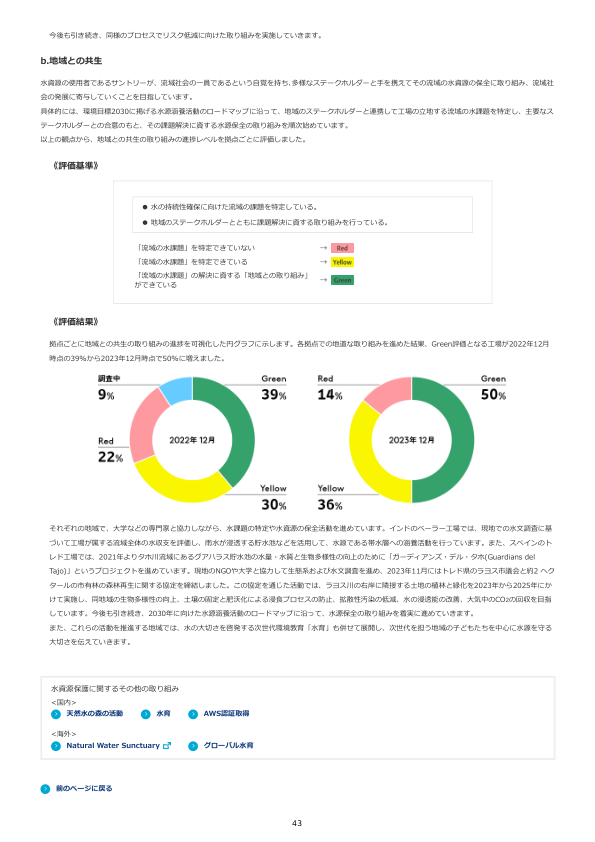 今後も引き続き、同様のプロセスでリスク低減に向けた取り組みを実施していきます。
b.地域との共生
水資源の使用者であるサントリーが、流域社会の一員であるという自覚を持ち、多様なステークホルダーと手を携えてその流域の水資源の保全に取り組み、流域社
会の発展に寄与していくことを目指しています。
具体的には、環境目標2030に掲げる水源涵養活動のロードマップに沿って、地域のステークホルダーと連携して工場の立地する流域の水課題を特定し、主要なス
テークホルダーとの合意のもと、その課題解決に資する水源保全の取り組みを順次始めています。
以上の観点から、地域との共生の取り組みの進捗レベルを拠点ごとに評価しました。
《評価基準》
● 水の持続性確保に向けた流域の課題を特定している。
● 地域のステークホルダーとともに課題解決に資する取り組みを行っている。
「流域の水課題」を特定できていない → Red
「流域の水課題」を特定できている → Yellow
「流域の水課題」の解決に資する「地域との取り組み」
ができている → Green
《評価結果》
拠点ごとに地域との共生の取り組みの進捗を可視化した円グラフに示します。各拠点での地道な取り組みを進めた結果、Green評価となる工場が2022年12月
時点の39%から2023年12月時点で50%に増えました。
調査中
9%
Green
39%
Red
22%
2022年 12月
Yellow
30%
Red
14%
Green
50%
2023年 12月
Yellow
36%
それぞれの地域で、大学などの専門家と協力しながら、水課題の特定や水資源の保全活動を進めています。インドのベーラー工場では、現地での水文調査に基
づいて工場が属する流域全体の水収支を評価し、雨水が浸透する貯水池などを活用して、水源である帯水層への涵養活動を行っています。また、スペインのト
レド工場では、2021年よりタホ川流域にあるグアハラス貯水池の水量・水質と生物多様性の向上のために「ガーディアンズ・デル・タホ(Guardians del
Tajo)」というプロジェクトを進めています。現地のNGOや大学と協力して生態系および水文調査を進め、2023年11月にはトレド県のラヨス市議会と約2 ヘク
タールの市有林の森林再生に関する協定を締結しました。この協定を通じた活動では、ラヨス川の右岸に隣接する土地の植林と緑化を2023年から2025年にか
けて実施し、同地域の生物多様性の向上、土壌の固定と肥沃化による浸食プロセスの防止、拡散性汚染の低減、水の浸透能の改善、大気中のCO₂の回収を目指
しています。今後も引き続き、2030年に向けた水源涵養活動のロードマップに沿って、水源保全の取り組みを着実に進めていきます。
また、これらの活動を推進する地域では、水の大切さを啓発する次世代環境教育「水育」も併せて展開し、次世代を担う地域の子どもたちを中心に水源を守る
大切さを伝えていきます。
水資源保護に関するその他の取り組み
<国内>
天然水の森の活動 水育 AWS認証取得
<海外>
Natural Water Sunctuary グローバル水育
前のページに戻る
43